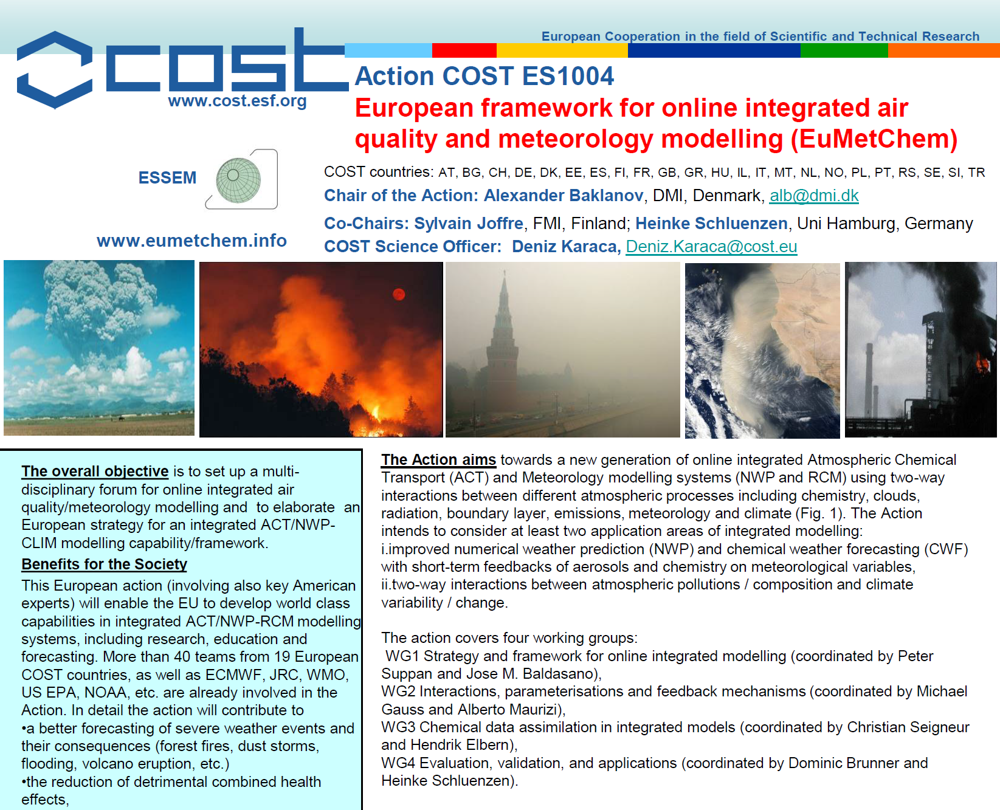 European Cooperation in the field of Scientific and Technical Research
cost
www.cost.esf.org
Action COST ES1004
European framework for online integrated air
quality and meteorology modelling (EuMetChem)
ESSEM
www.eumetchem.info
COST countries: AT, BG, CH, DE, DK, EE, ES, FI, FR, GB, GR, HU, IL, IT, MT, NL, NO, PL, PT, RS, SE, SI, TR
Chair of the Action: Alexander Baklanov, DMI, Denmark, alb@dmi.dk
Co-Chairs: Sylvain Joffre, FMI, Finland; Heinke Schluenzen, Uni Hamburg, Germany
COST Science Officer: Deniz Karaca, Deniz.Karaca@cost.eu
The overall objective is to set up a multi-
disciplinary forum for online integrated air
quality/meteorology modelling and to elaborate an
European strategy for an integrated ACT/NWP-
CLIM modelling capability/framework.
Benefits for the Society
This European action (involving also key American
experts) will enable the EU to develop world class
capabilities in integrated ACT/NWP-RCM modelling
systems, including research, education and
forecasting. More than 40 teams from 19 European
COST countries, as well as ECMWF, JRC, WMO,
US EPA, NOAA, etc. are already involved in the
Action. In detail the action will contribute to
•a better forecasting of severe weather events and
their consequences (forest fires, dust storms,
flooding, volcano eruption, etc.)
•the reduction of detrimental combined health
effects,
The Action aims towards a new generation of online integrated Atmospheric Chemical
Transport (ACT) and Meteorology modelling systems (NWP and RCM) using two-way
interactions between different atmospheric processes including chemistry, clouds,
radiation, boundary layer, emissions, meteorology and climate (Fig. 1). The Action
intends to consider at least two application areas of integrated modelling:
i.improved numerical weather prediction (NWP) and chemical weather forecasting (CWF)
with short-term feedbacks of aerosols and chemistry on meteorological variables,
ii.two-way interactions between atmospheric pollutions / composition and climate
variability / change.
The action covers four working groups:
WG1 Strategy and framework for online integrated modelling (coordinated by Peter
Suppan and Jose M. Baldasano),
WG2 Interactions, parameterisations and feedback mechanisms (coordinated by Michael
Gauss and Alberto Maurizi),
WG3 Chemical data assimilation in integrated models (coordinated by Christian Seigneur
and Hendrik Elbern),
WG4 Evaluation, validation, and applications (coordinated by Dominic Brunner and
Heinke Schluenzen).